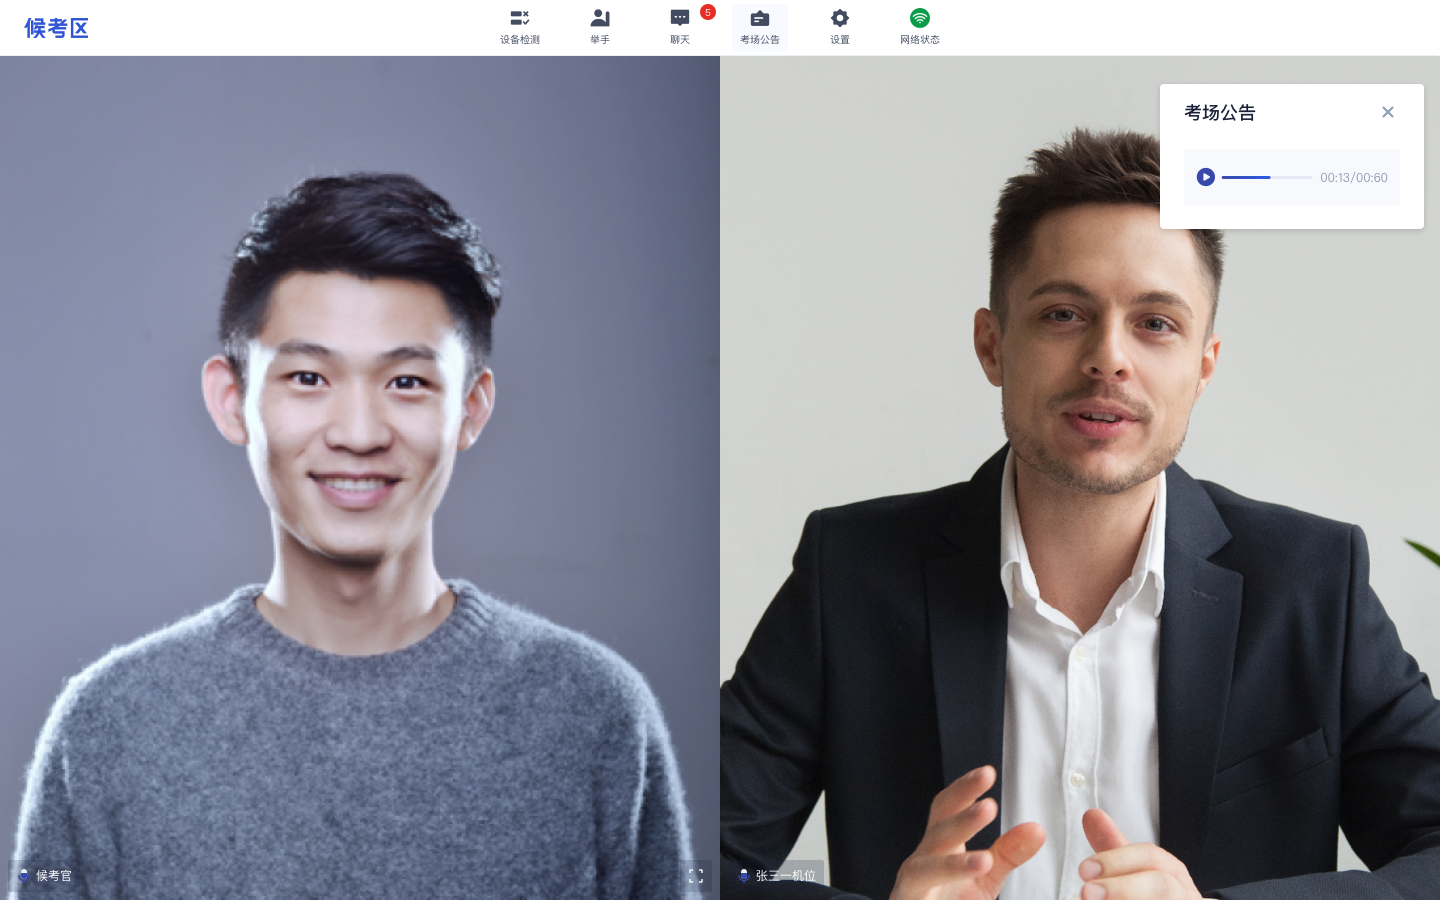 候考区
设备检测
举手
聊天
5
考场公告
设置
网络状态
考场公告
00:13/00:60
候考官
张三一机位